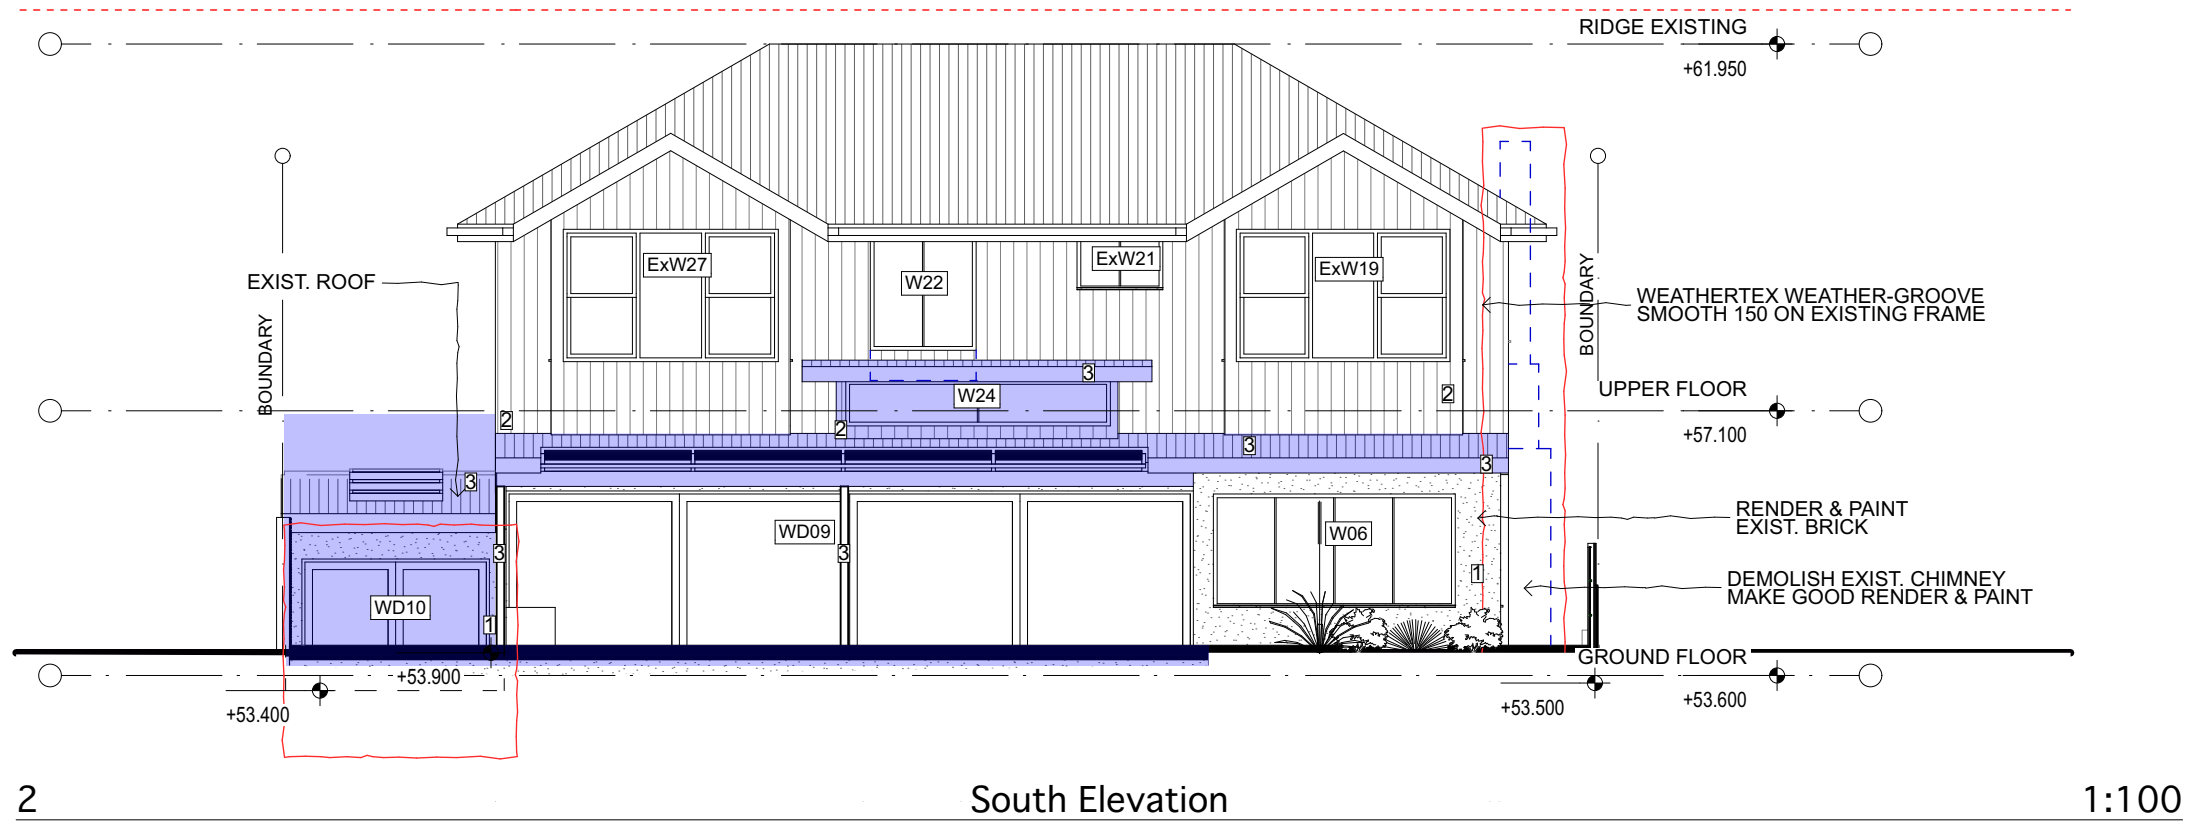 RIDGE EXISTING
+61.950
ExW27
W22
ExW21
ExW19
EXIST. ROOF
BOUNDARY
BOUNDARY
WEATHERTEX WEATHER-GROOVE
SMOOTH 150 ON EXISTING FRAME
3
W24
2
UPPER FLOOR
+57.100
2
2
3
3
3
WD09
W06
RENDER & PAINT
EXIST. BRICK
3
3
1
DEMOLISH EXIST. CHIMNEY
MAKE GOOD RENDER & PAINT
WD10
1
GROUND FLOOR
+53.900
+53.400
+53.500
+53.600
2
South Elevation
1:100